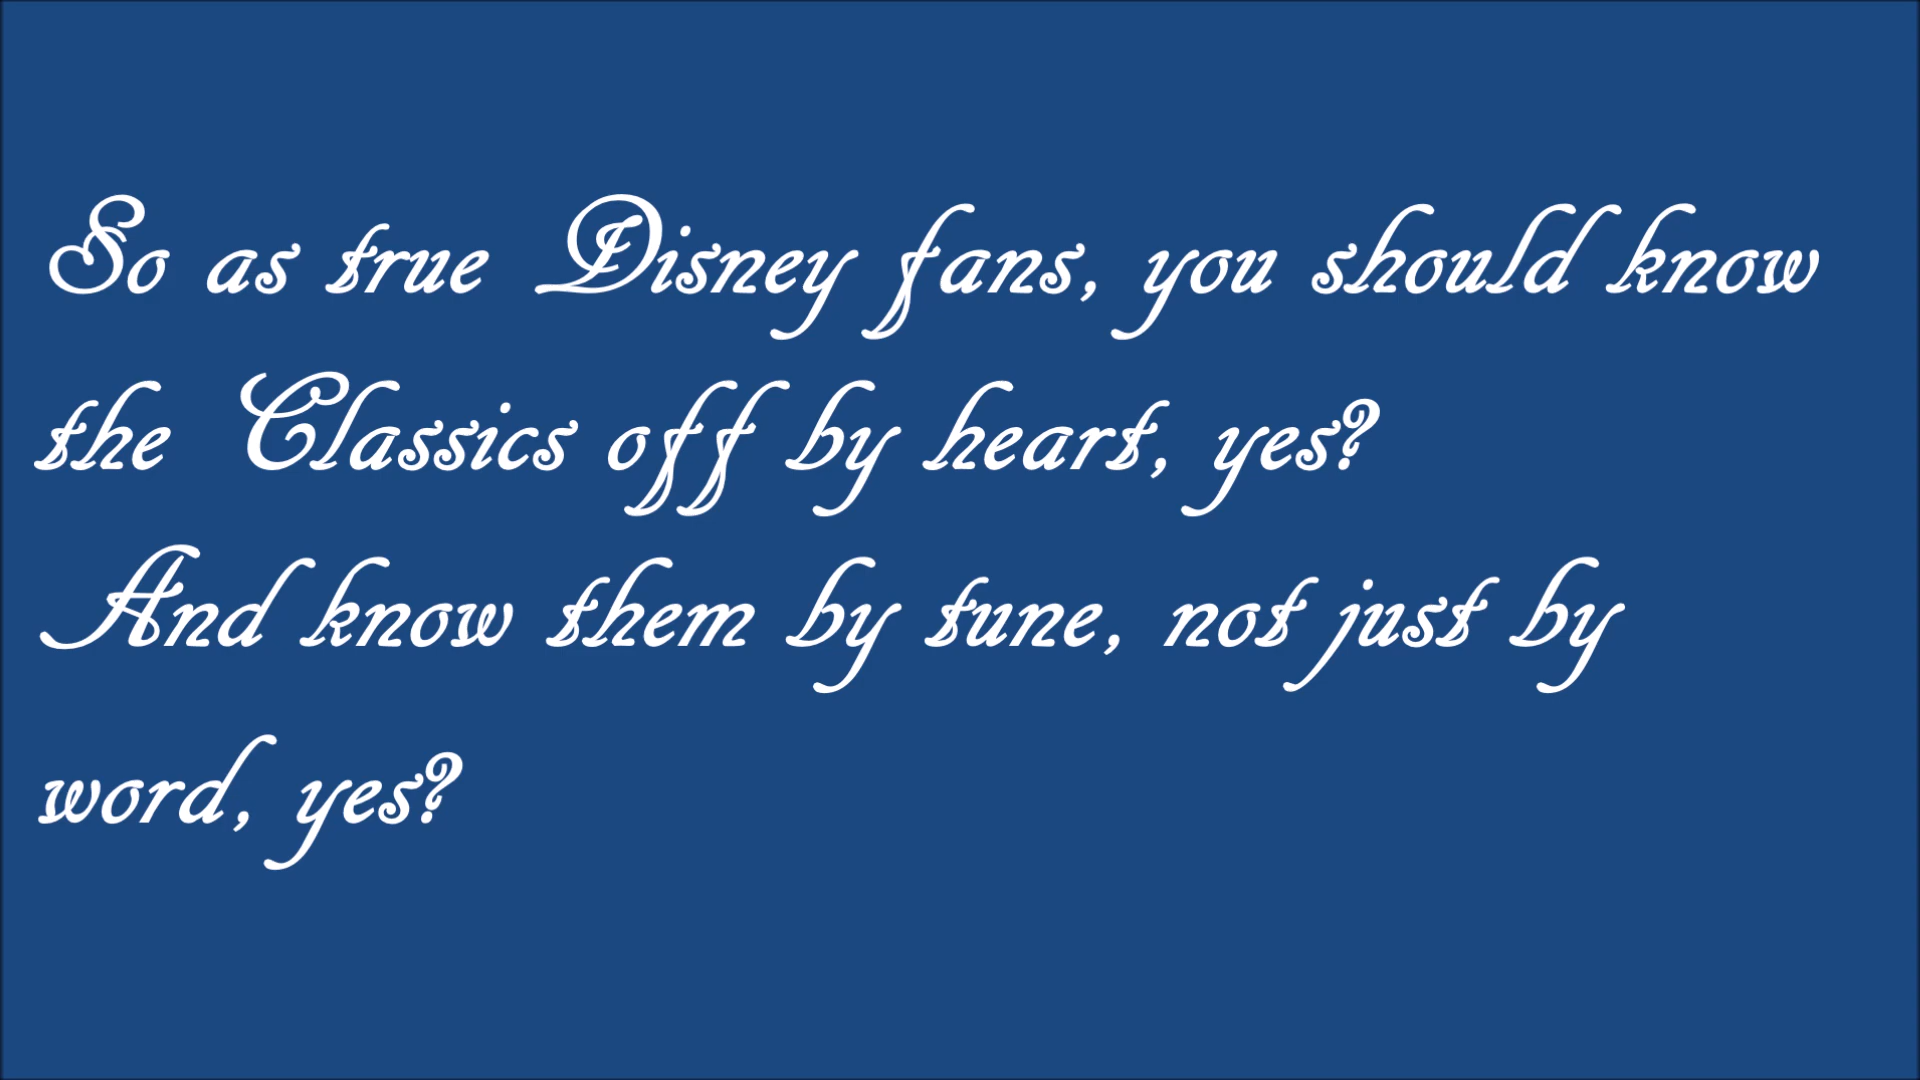 So as true Disney fans, you should know
the Classics off by heart, yes?
And know them by tune, not just by
word, yes?